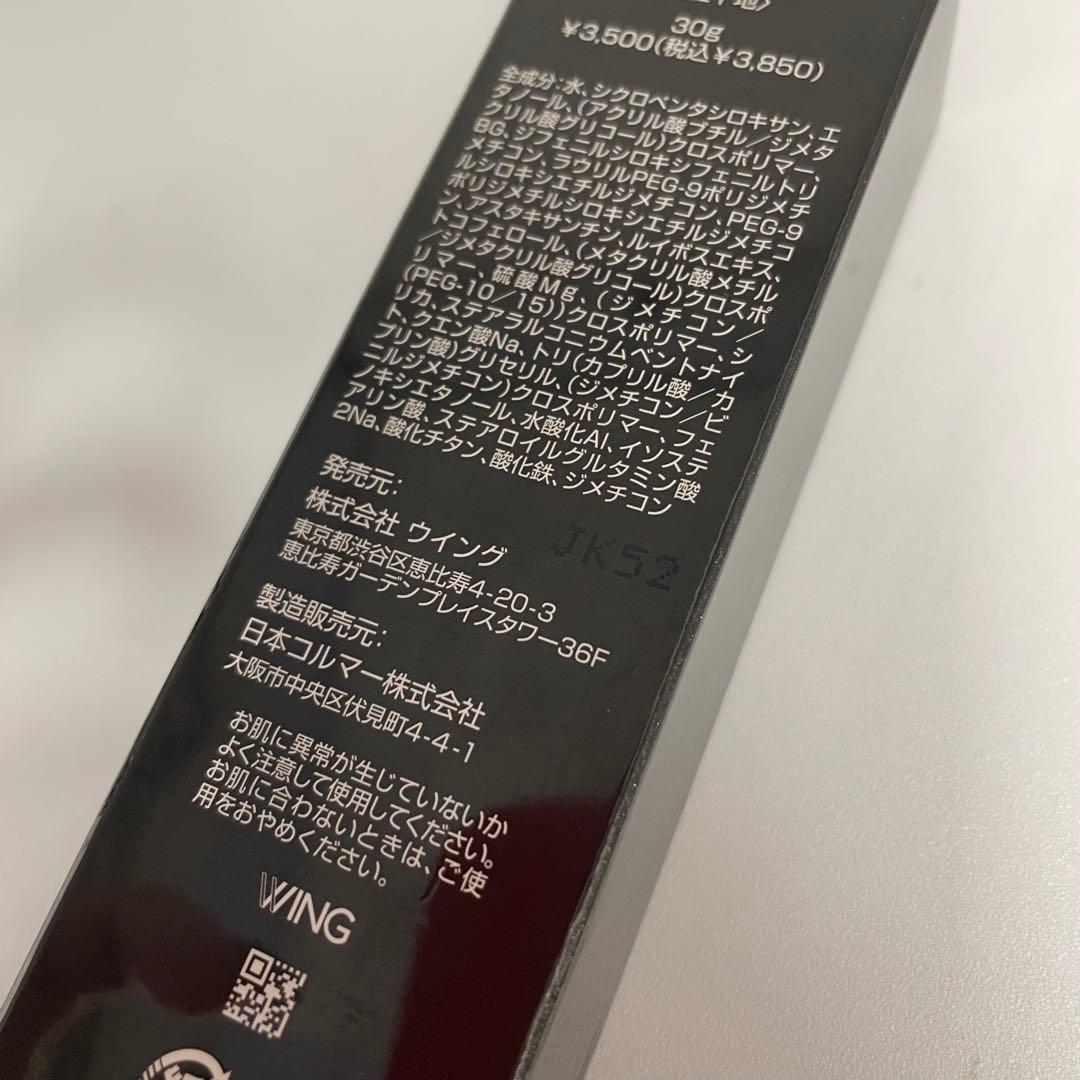 30g
¥3,500(税込¥3,850)
全成分:水、シクロペンタシロキサン、エ
タノール、(アクリル酸ブチル/ジメタ
クリル酸グリコール)クロスポリマー、
BG、ジフェニルシロキシフェニルトリ
メチコン、ラウリルPEG-9ポリジメチ
ルシロキシエチルジメチコン、PEG-9
ポリジメチルシロキシエチルジメチコ
ン、アスタキサンチン、ルイボスエキス、
トコフェロール、(メタクリル酸メチル
/ジメタクリル酸グリコール)クロスポ
リマー、硫酸Mg、(ジメチコン/
(PEG-10/15))クロスポリマー、シ
リカ、ステアラルコニウムベントナイ
ト、クエン酸Na、トリ(カプリル酸/カ
プリン酸)グリセリル、(ジメチコン/ビ
ニルジメチコン)クロスポリマー、フェ
ノキシエタノール、水酸化Al、イソステ
アリン酸、ステアロイルグルタミン酸
2Na、酸化チタン、酸化鉄、ジメチコン
JK52
発売元:
株式会社 ウイング
東京都渋谷区恵比寿4-20-3
恵比寿ガーデンプレイスタワー36F
製造販売元:
日本コルマー株式会社
大阪市中央区伏見町4-4-1
お肌に異常が生じていないか
よく注意して使用してください。
お肌に合わないときは、ご使
用をおやめください。
WING